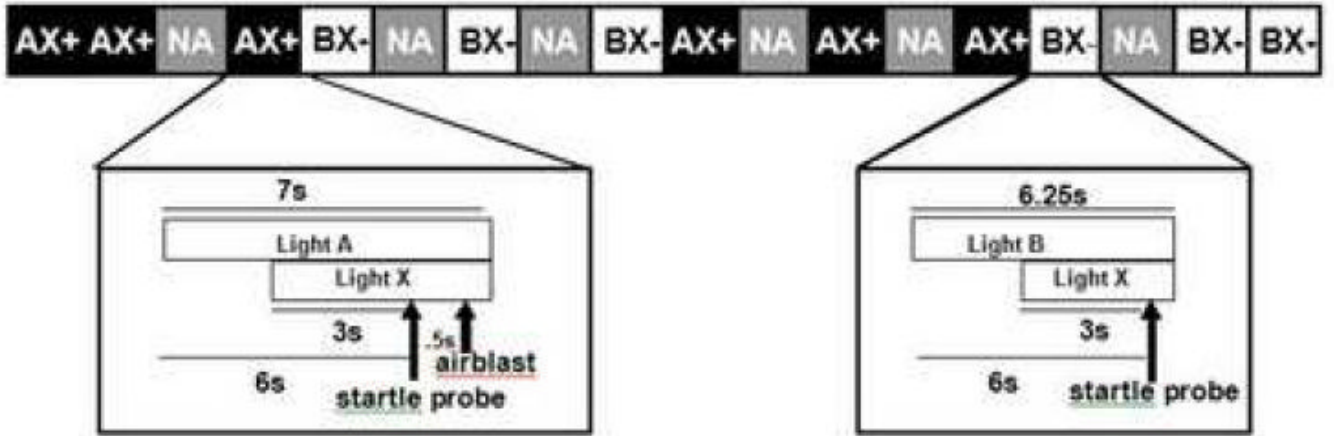 AX+ AX+ NA AX+ BX- NA BX- NA BX- AX+ NA AX+ NA AX+ BX- NA BX- BX-
7s
Light A
Light X
3s
.5s
airblast
6s
startle probe
6.25s
Light B
Light X
3s
6s
startle probe